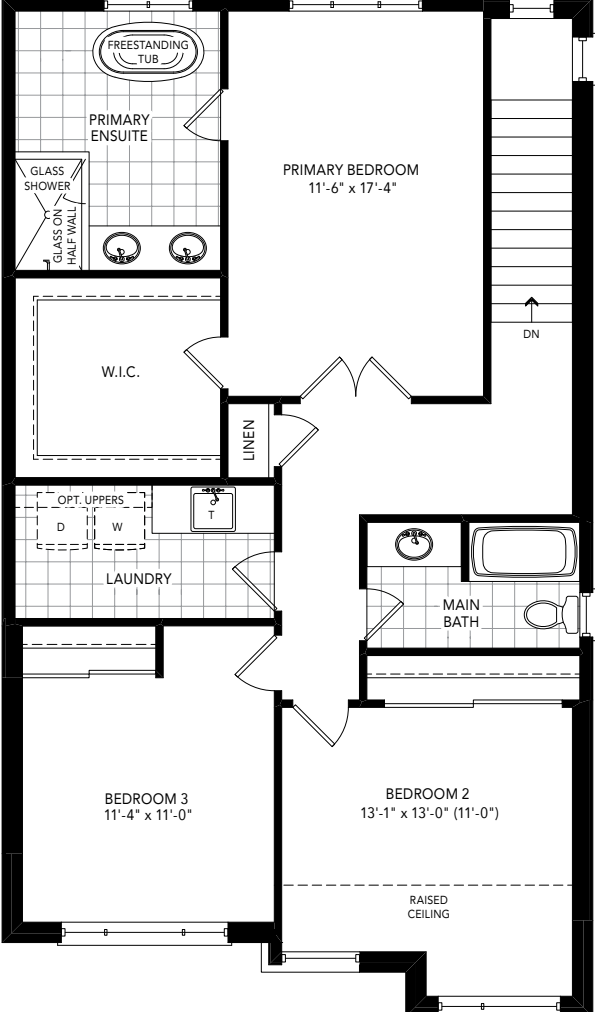 FREESTANDING
TUB
PRIMARY
ENSUITE
GLASS
SHOWER
GLASS ON
HALF WALL
PRIMARY BEDROOM
11'-6" x 17'-4"
DN
W.I.C.
LINEN
OPT. UPPERS
D
W
T
LAUNDRY
MAIN
BATH
BEDROOM 3
11'-4" x 11'-0"
BEDROOM 2
13'-1" x 13'-0" (11'-0")
RAISED
CEILING